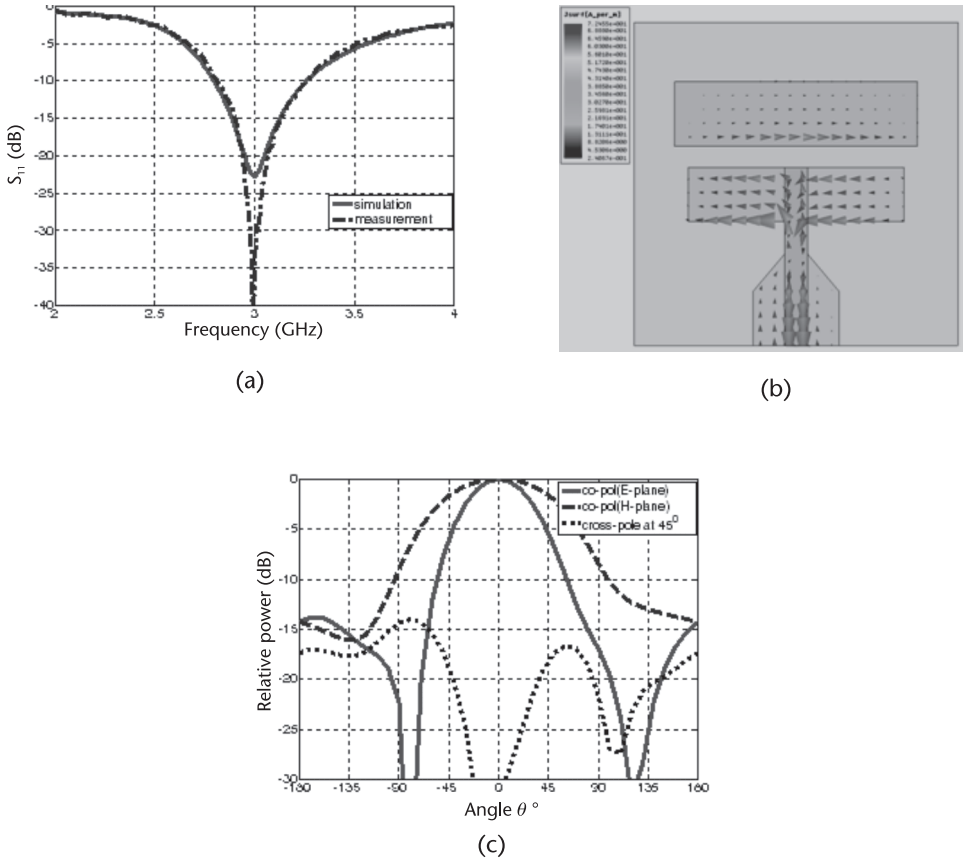 0
-5
-10
-15
-20
-25
-30
-35
-40
S₁₁ (dB)
simulation
measurement
2
2.5
3
3.5
4
Frequency (GHz)
(a)
Jsurf[A_per_m]
(b)
0
-5
-10
-15
-20
-25
-30
Relative power (dB)
co-pol(E-plane)
co-pol(H-plane)
cross-pole at 45⁰
-180
-135
-90
-45
0
45
90
135
180
Angle θ °
(c)